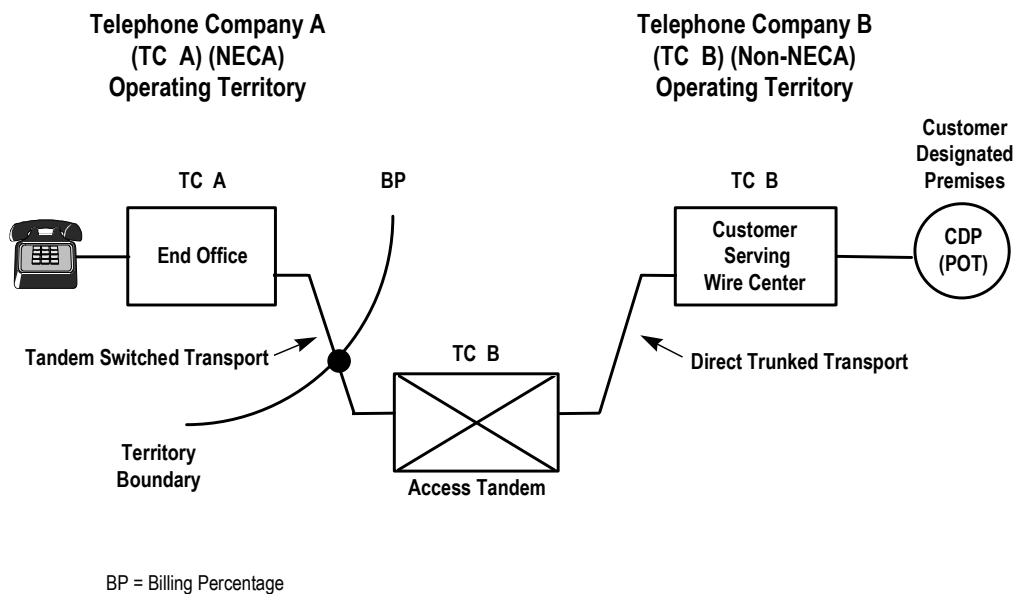 Telephone Company A
(TC A) (NECA)
Operating Territory
Telephone Company B
(TC B) (Non-NECA)
Operating Territory
Customer
Designated
Premises
TC A
BP
TC B
End Office
Customer
Serving
Wire Center
CDP
(POT)
Tandem Switched Transport
TC B
Direct Trunked Transport
Territory
Boundary
Access Tandem
BP = Billing Percentage